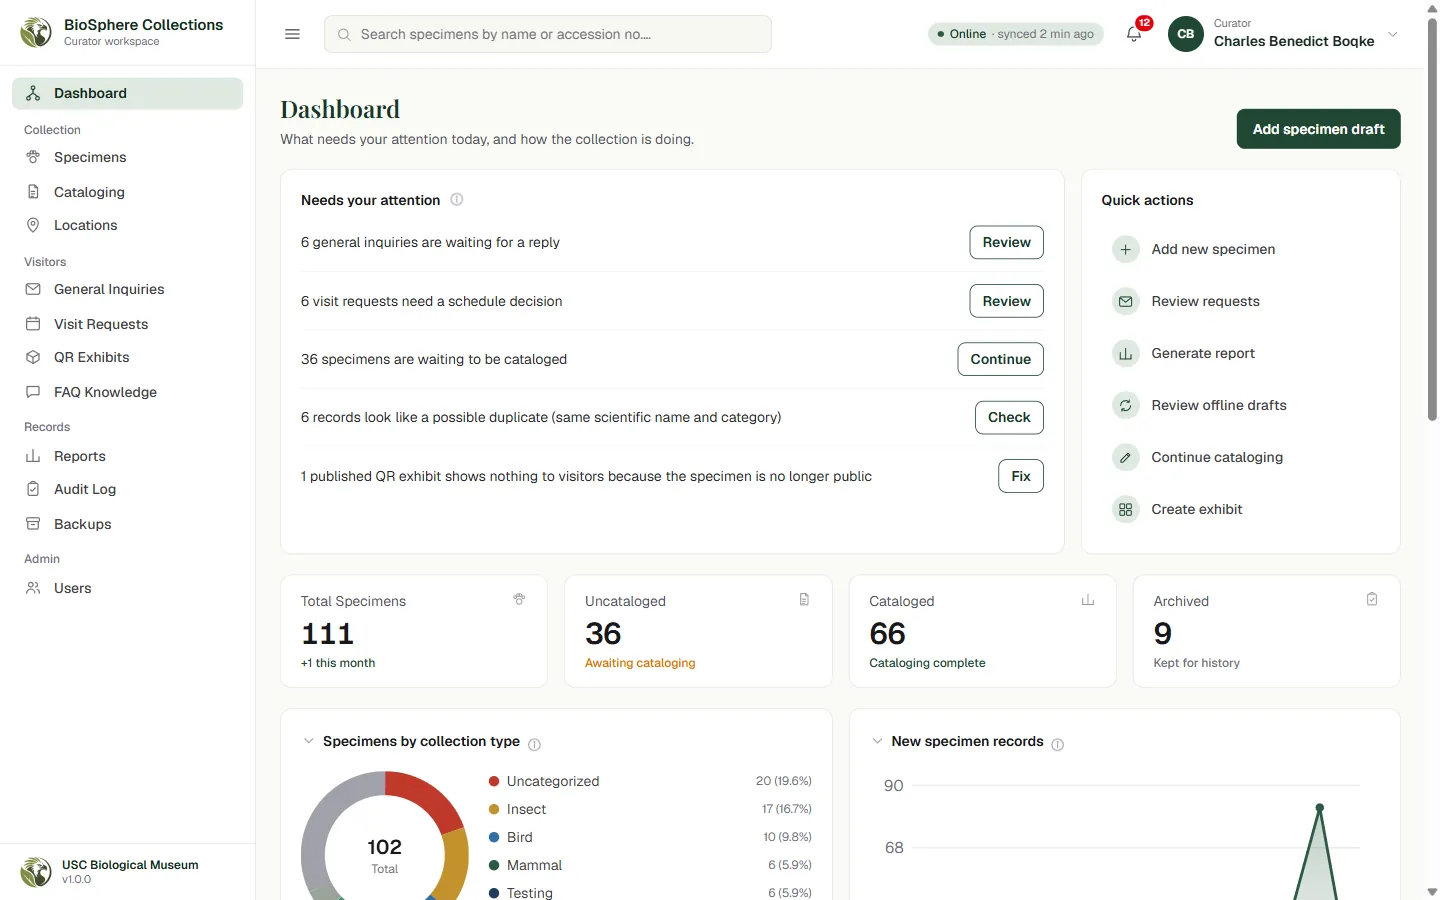 BioSphere Collections
Curator workspace
Search specimens by name or accession no....
Online · synced 2 min ago
12
CB
Curator
Charles Benedict Boqke
Dashboard
Collection
Specimens
Cataloging
Locations
Visitors
General Inquiries
Visit Requests
QR Exhibits
FAQ Knowledge
Records
Reports
Audit Log
Backups
Admin
Users
USC Biological Museum
v1.0.0
Dashboard
What needs your attention today, and how the collection is doing.
Add specimen draft
Needs your attention
6 general inquiries are waiting for a reply
Review
6 visit requests need a schedule decision
Review
36 specimens are waiting to be cataloged
Continue
6 records look like a possible duplicate (same scientific name and category)
Check
1 published QR exhibit shows nothing to visitors because the specimen is no longer public
Fix
Quick actions
Add new specimen
Review requests
Generate report
Review offline drafts
Continue cataloging
Create exhibit
Total Specimens
111
+1 this month
Uncataloged
36
Awaiting cataloging
Cataloged
66
Cataloging complete
Archived
9
Kept for history
Specimens by collection type
102
Total
Uncategorized 20 (19.6%)
Insect 17 (16.7%)
Bird 10 (9.8%)
Mammal 6 (5.9%)
Testing 6 (5.9%)
New specimen records
90
68